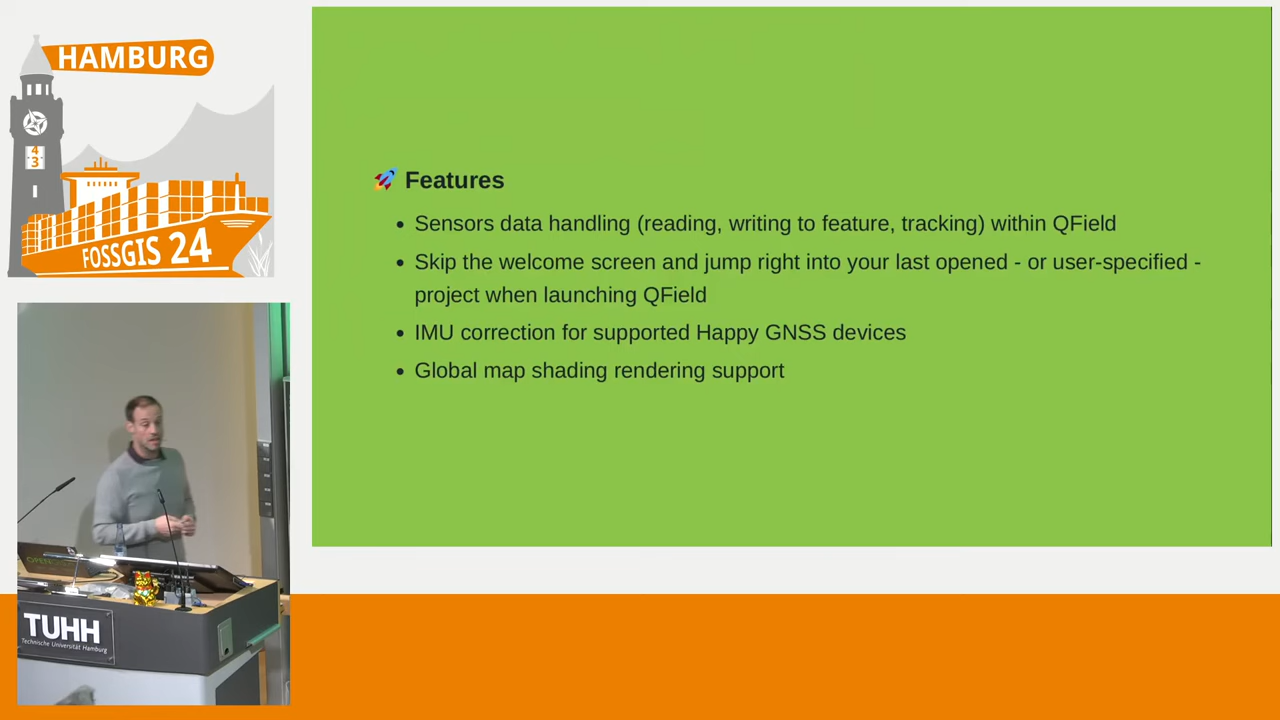 HAMBURG
4
3
FOSSGIS 24
🚀 Features
• Sensors data handling (reading, writing to feature, tracking) within QField
• Skip the welcome screen and jump right into your last opened - or user-specified -
project when launching QField
• IMU correction for supported Happy GNSS devices
• Global map shading rendering support
TUHH
Technische Universität Hamburg